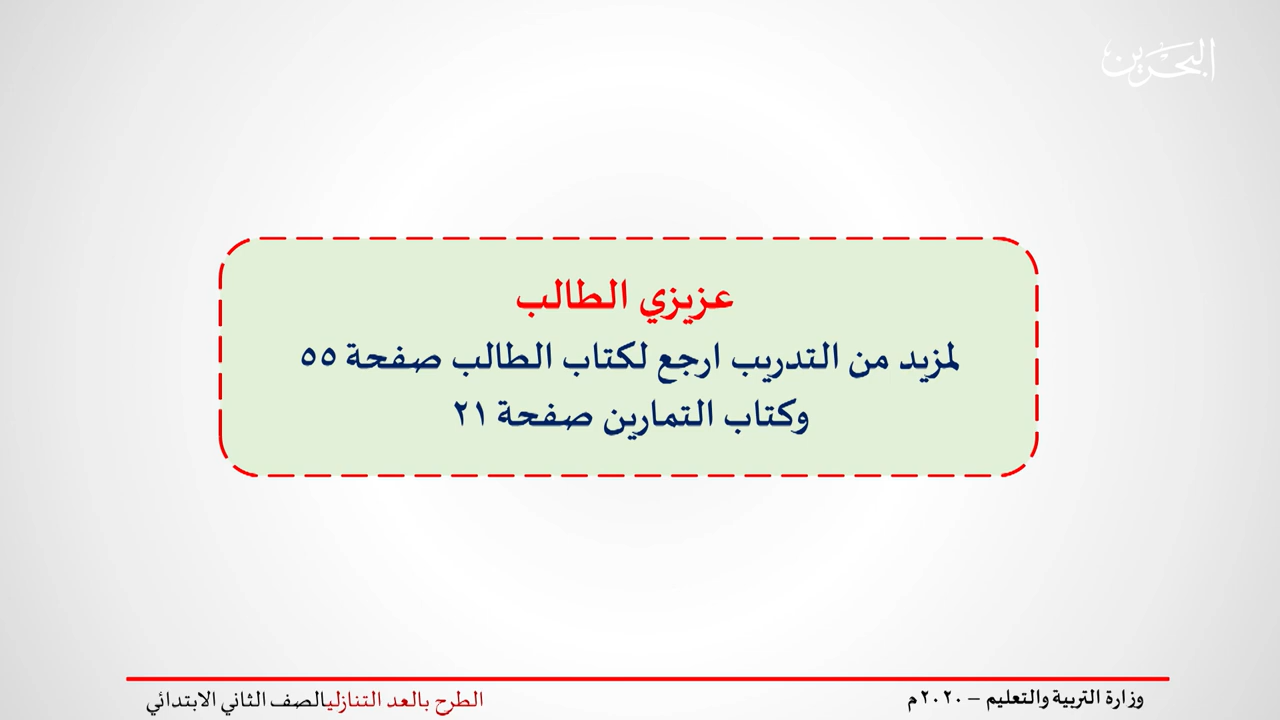 البحرين
عزيزي الطالب
لمزيد من التدريب ارجع لكتاب الطالب صفحة ٥٥
وكتاب التمارين صفحة ٢١
وزارة التربية والتعليم – ٢٠٢٠م
الطرح بالعد التنازلي الصف الثاني الابتدائي